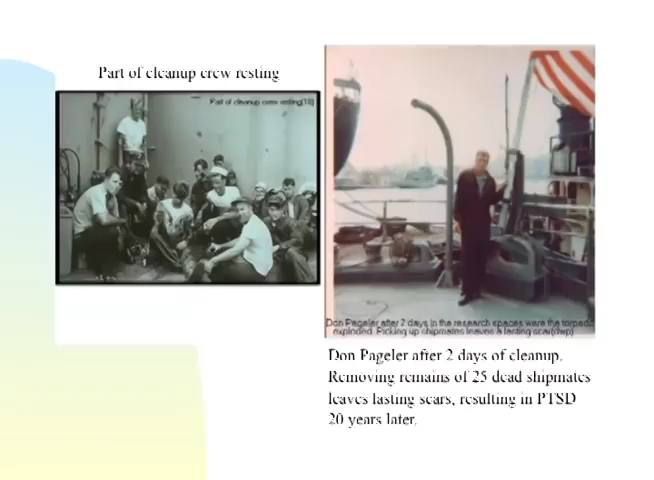 Part of cleanup crew resting
Part of cleanup crew resting(18)
Don Pageler after 2 days in the research spaces were the torpedo
exploded. Picking up shipmates leaves a lasting scar(dwp)
Don Pageler after 2 days of cleanup.
Removing remains of 25 dead shipmates
leaves lasting scars, resulting in PTSD
20 years later.